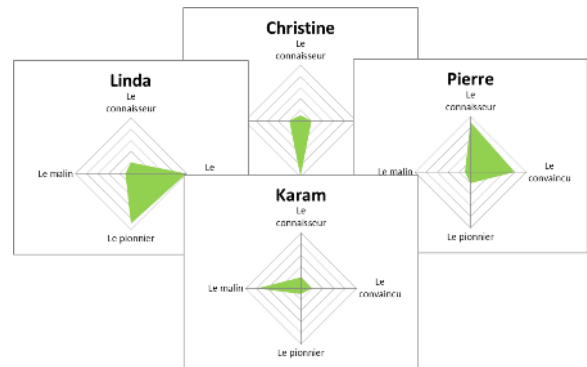 Christine
Le
connaisseur
Linda
Le
connaisseur
Le malin
Le
Le pionnier
Pierre
Le
connaisseur
Le malin
Le
convaincu
Le pionnier
Karam
Le
connaisseur
Le malin
Le
convaincu
Le pionnier